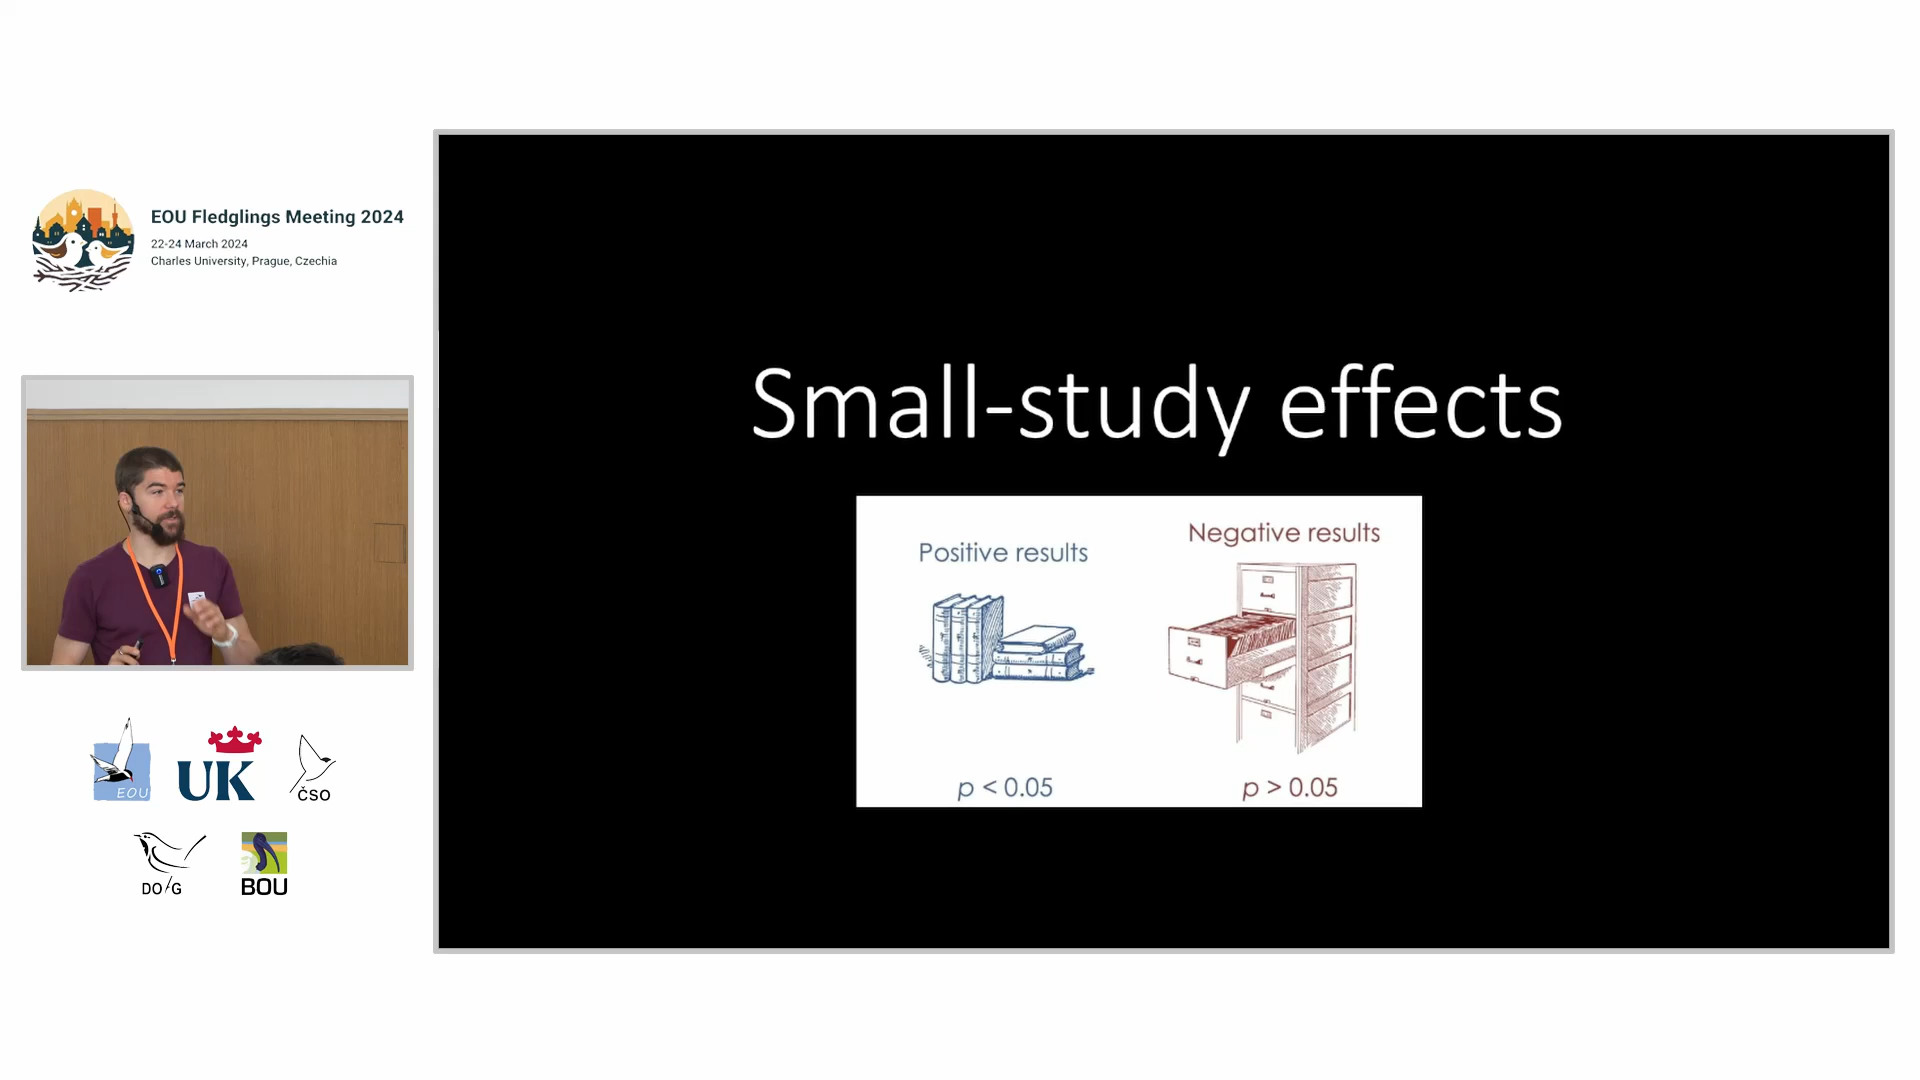 EOU Fledglings Meeting 2024
22-24 March 2024
Charles University, Prague, Czechia
Small-study effects
Positive results
Negative results
p < 0.05
p > 0.05
EOU
UK
ČSO
DO/G
BOU